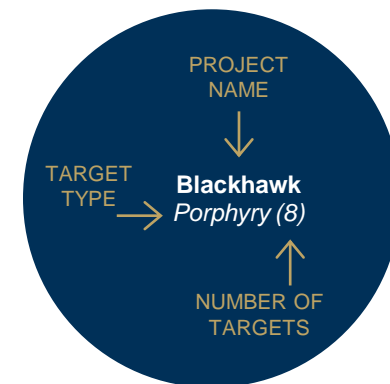 PROJECT
NAME
TARGET
TYPE
Blackhawk
Porphyry (8)
NUMBER OF
TARGETS